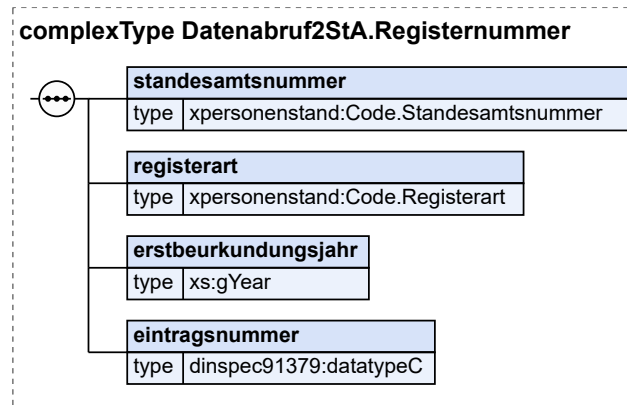 complexType Datenabruf2StA.Registernummer
standesamtsnummer
type xpersonenstand:Code.Standesamtsnummer
registerart
type xpersonenstand:Code.Registerart
erstbeurkundungsjahr
type xs:gYear
eintragsnummer
type dinspec91379:datatypeC